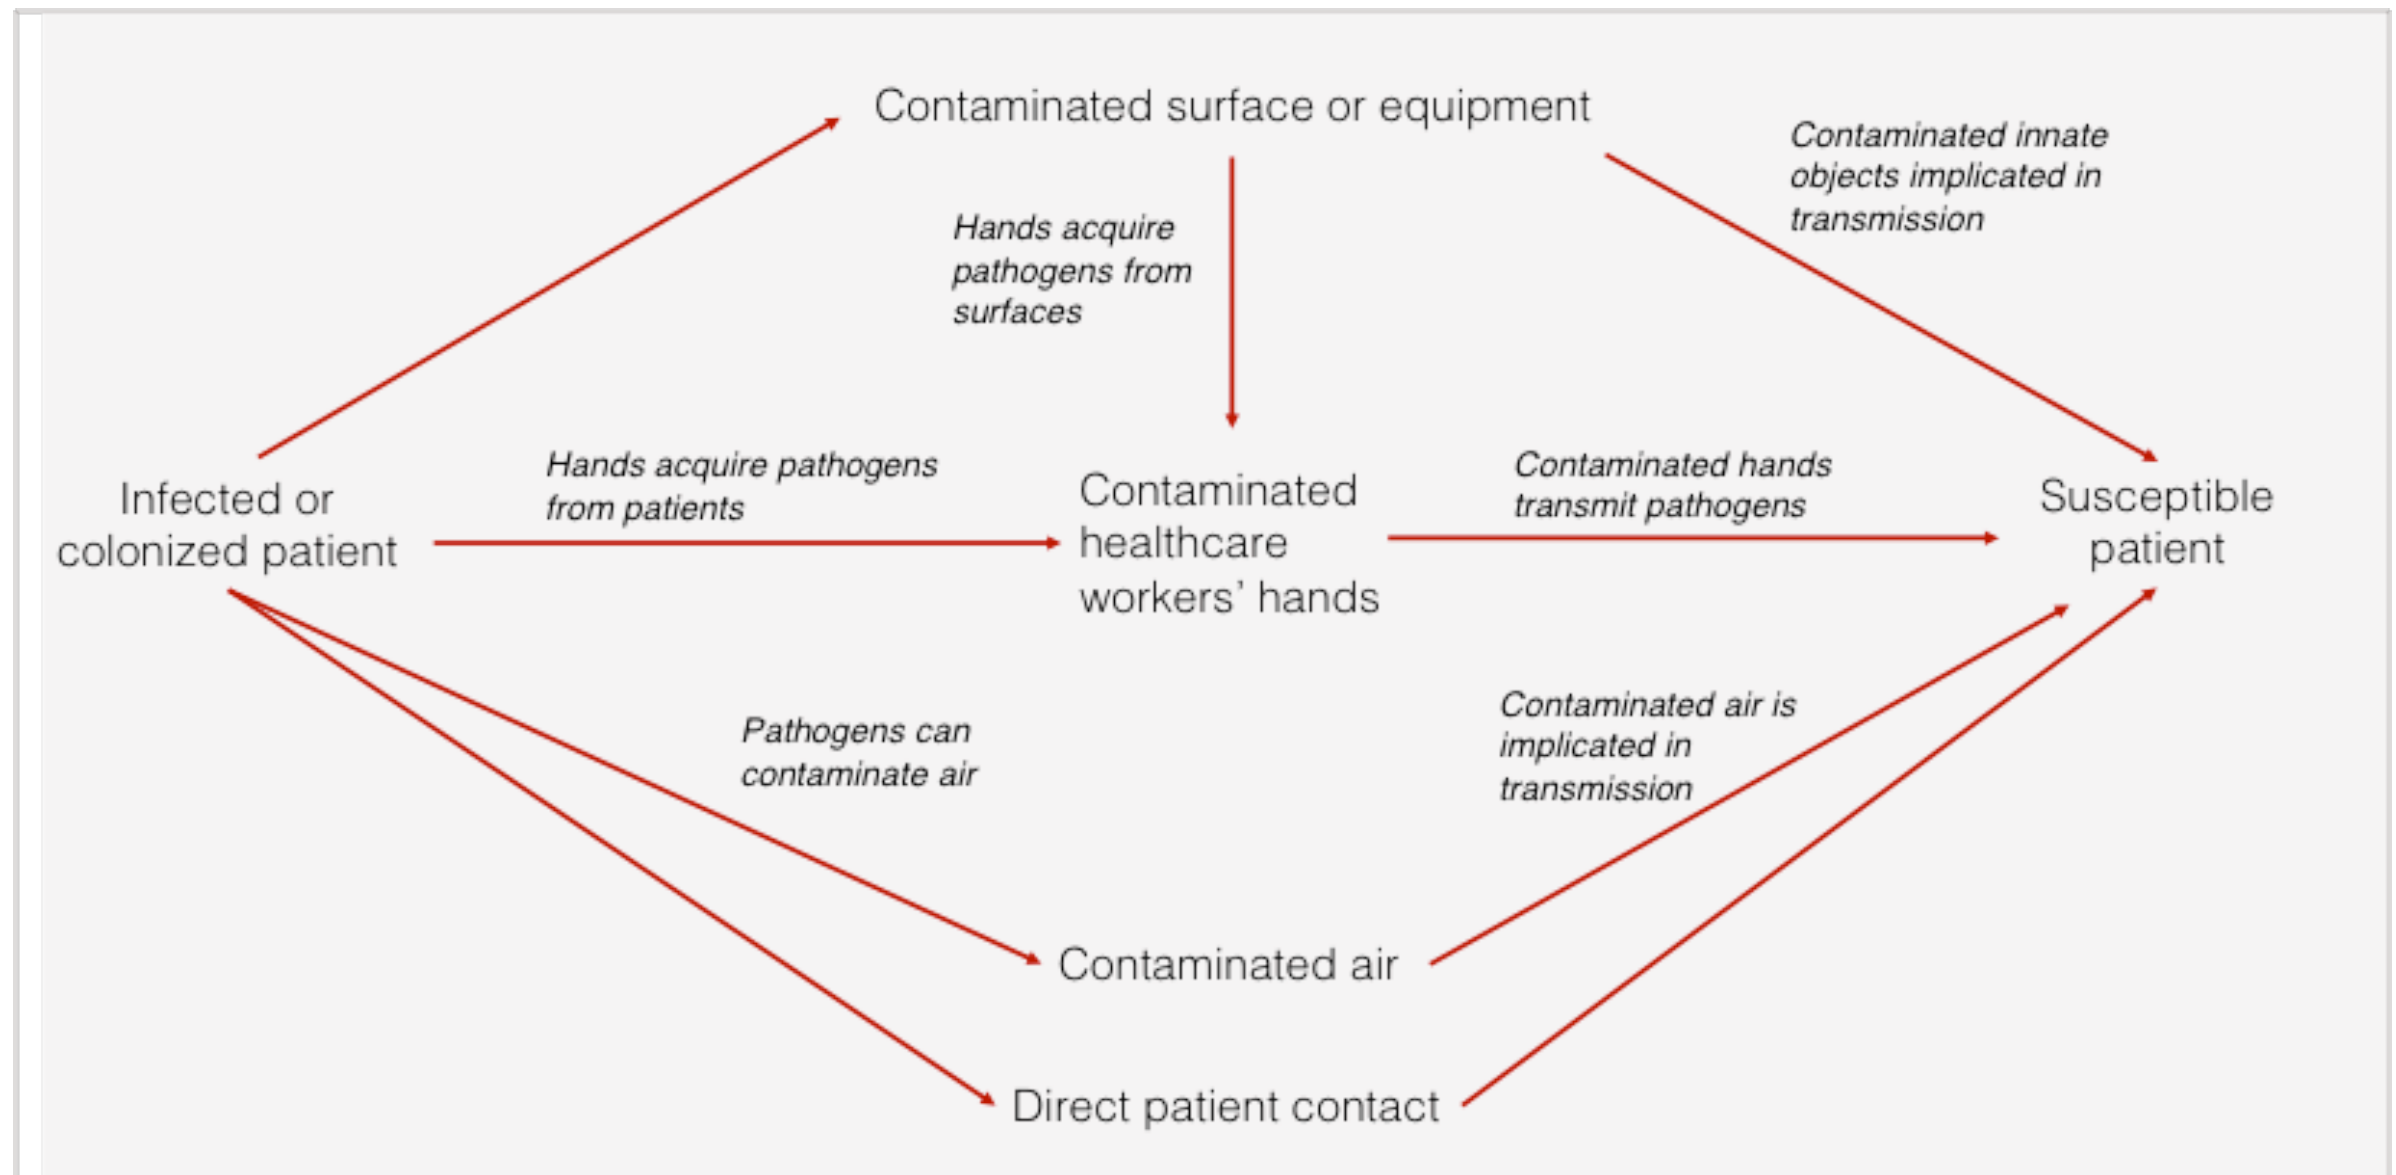 Contaminated surface or equipment
Contaminated innate
objects implicated in
transmission
Hands acquire
pathogens from
surfaces
Infected or
colonized patient
Hands acquire pathogens
from patients
Contaminated
healthcare
workers’ hands
Contaminated hands
transmit pathogens
Susceptible
patient
Pathogens can
contaminate air
Contaminated air is
implicated in
transmission
Contaminated air
Direct patient contact